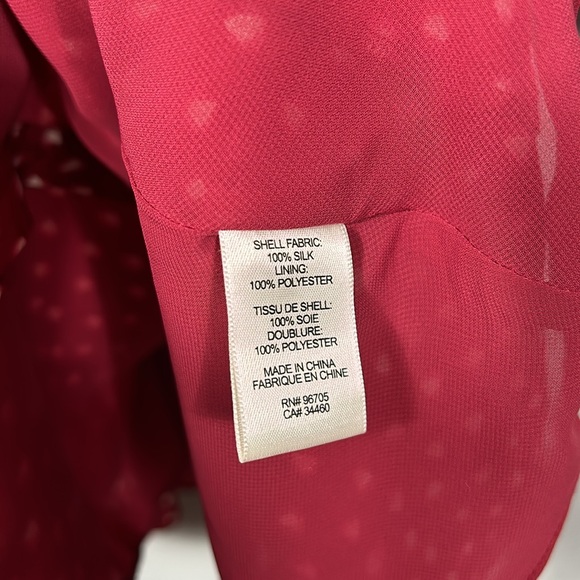 SHELL FABRIC:
100% SILK
LINING:
100% POLYESTER
TISSU DE SHELL:
100% SOIE
DOUBLURE:
100% POLYESTER
MADE IN CHINA
FABRIQUE EN CHINE
RN# 96705
CA# 34460